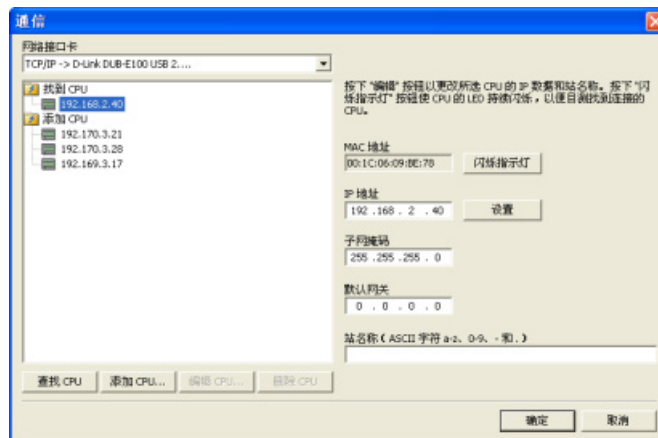 通信
网络接口卡
TCP/IP -> D-Link DUB-E100 USB 2....
找到 CPU
192.168.2.40
添加 CPU
192.170.3.21
192.170.3.28
192.169.3.17
按下 "编辑" 按钮以更改所选 CPU 的 IP 数据和站名称。按下 "闪
烁指示灯" 按钮使 CPU 的 LED 持续闪烁，以便目测找到连接的
CPU。
MAC 地址
00:1C:06:09:BE:78
闪烁指示灯
IP 地址
192 .168 . 2 . 40
设置
子网掩码
255 .255 .255 . 0
默认网关
0 . 0 . 0 . 0
站名称 ( ASCII 字符 a-z、0-9、- 和 . )
查找 CPU
添加 CPU...
编辑 CPU...
删除 CPU
确定
取消